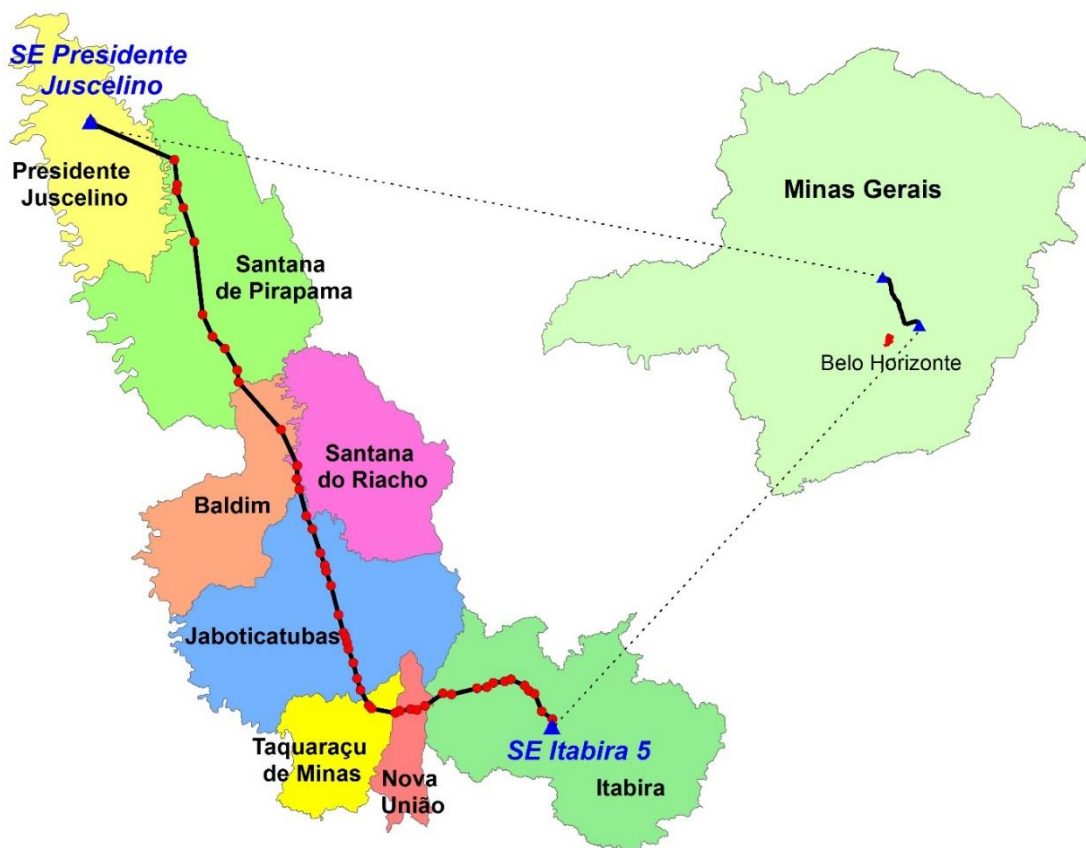 SE Presidente
Juscelino
Presidente
Juscelino
Santana
de Pirapama
Minas Gerais
Belo Horizonte
Santana
do Riacho
Baldim
Jaboticatubas
Taquaraçu
de Minas
Nova
União
SE Itabira 5
Itabira